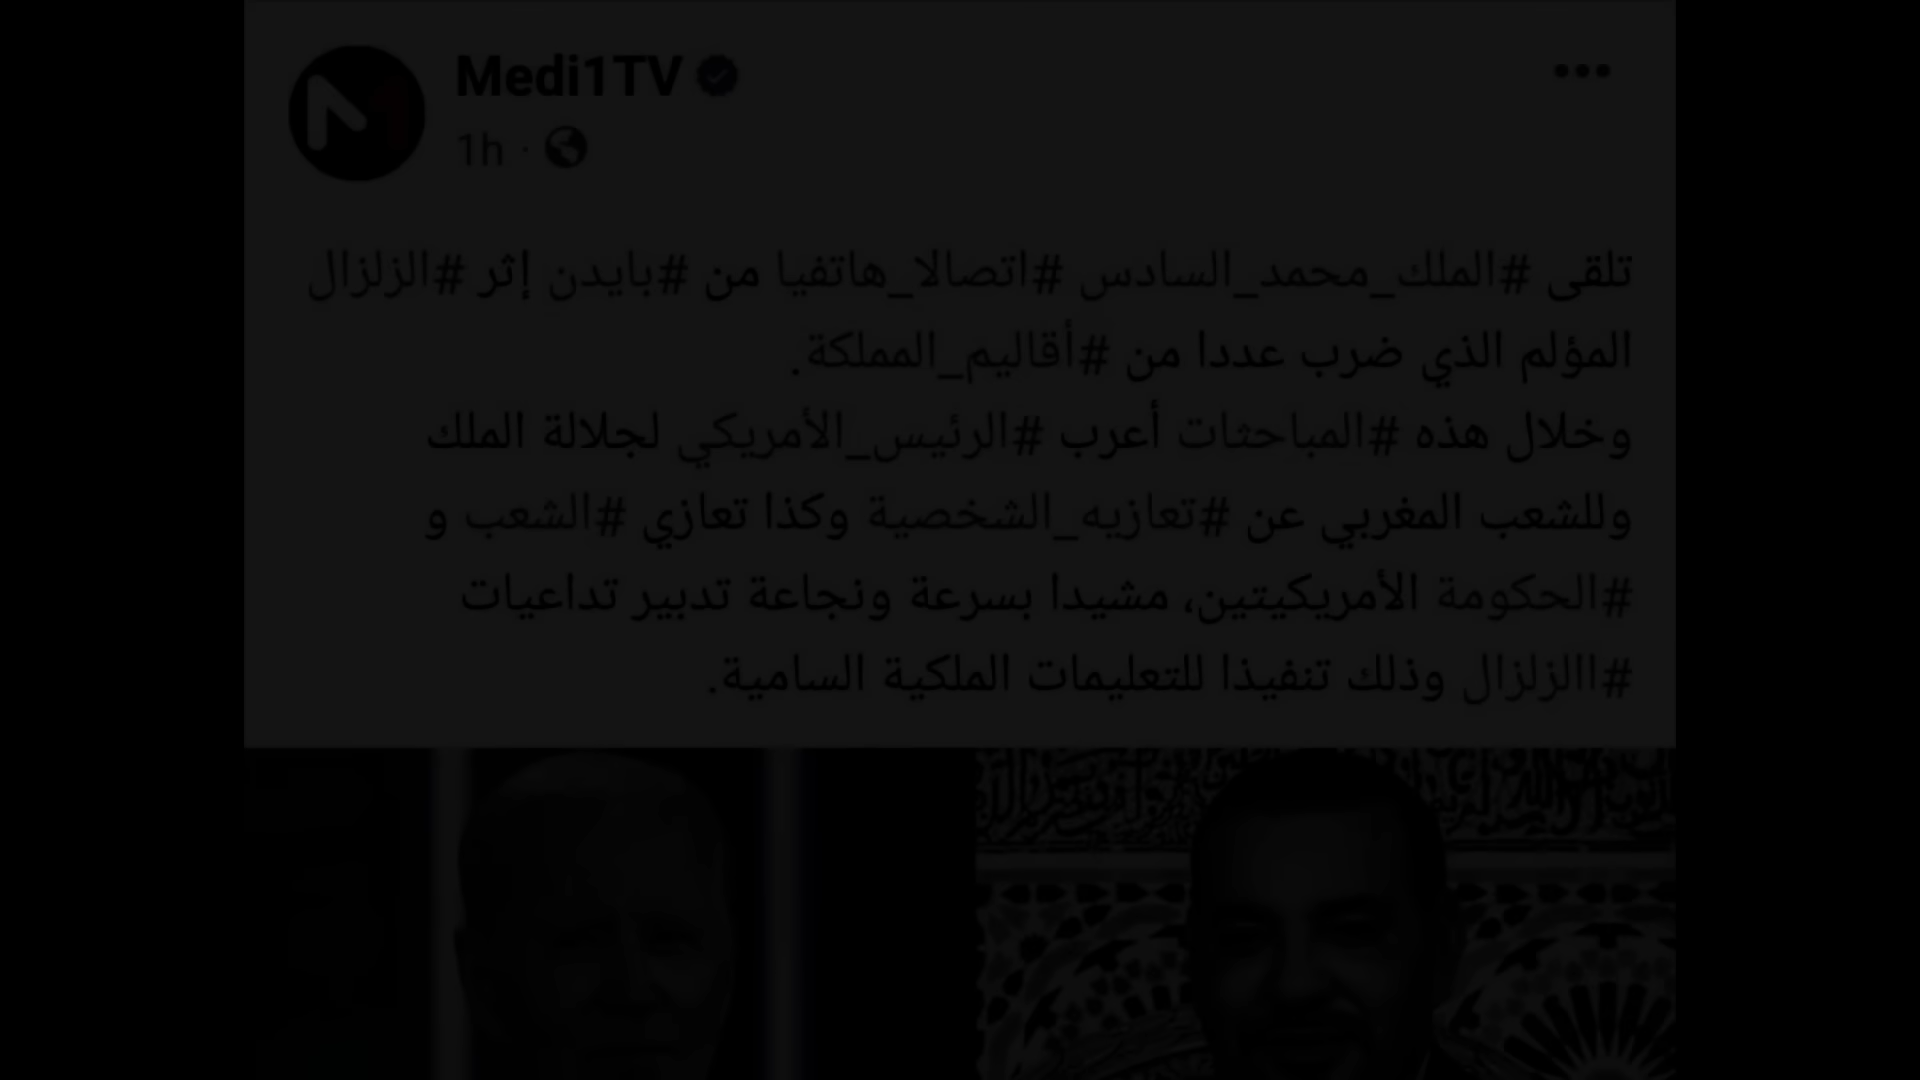 Medi1TV
1h ·
تلقى #الملك_محمد_السادس #اتصالا_هاتفيا من #بايدن إثر #الزلزال
المؤلم الذي ضرب عددا من #أقاليم_المملكة.
وخلال هذه #المباحثات أعرب #الرئيس_الأمريكي لجلالة الملك
وللشعب المغربي عن #تعازيه_الشخصية وكذا تعازي #الشعب و
#الحكومة الأمريكيتين، مشيدا بسرعة ونجاعة تدبير تداعيات
#االزلزال وذلك تنفيذا للتعليمات الملكية السامية.